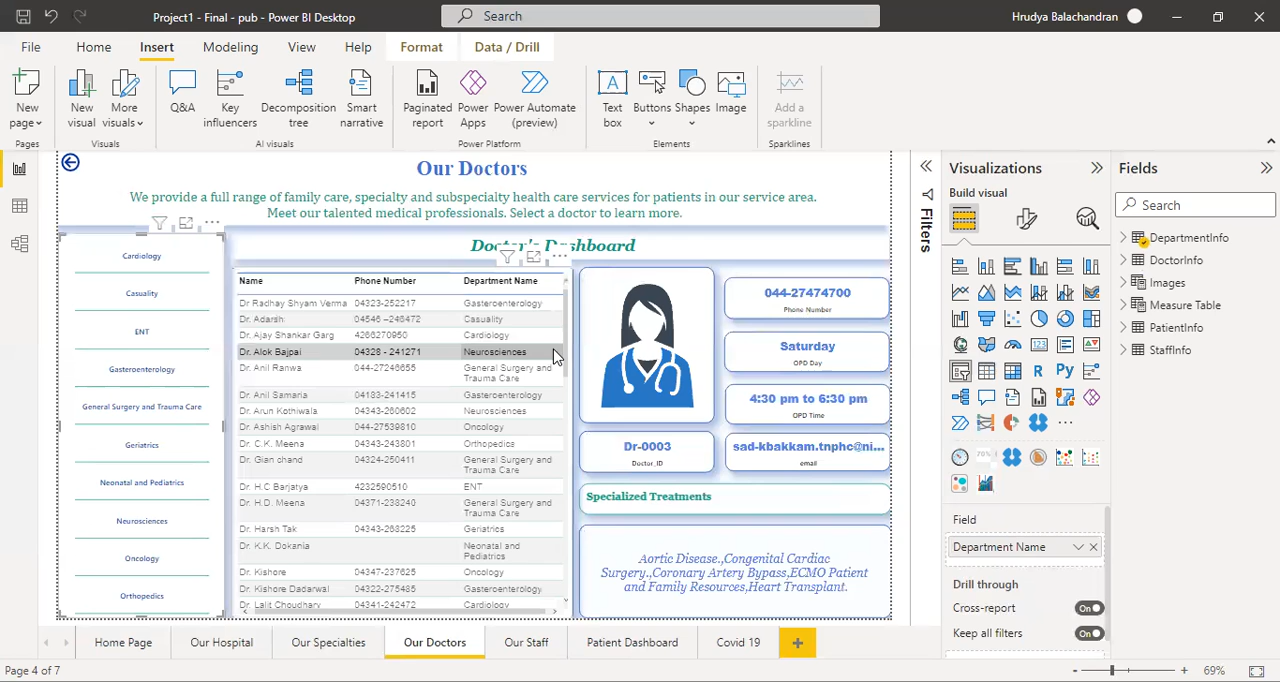 Project1 - Final - pub - Power BI Desktop
Search
Hrudya Balachandran
File
Home
Insert
Modeling
View
Help
Format
Data / Drill
New page
New visual
More visuals
Q&A
Key influencers
Decomposition tree
Smart narrative
Paginated report
Power Apps
Power Automate (preview)
Text box
Buttons
Shapes
Image
Add a sparkline
Pages
Visuals
AI visuals
Power Platform
Elements
Sparklines
Our Doctors
We provide a full range of family care, specialty and subspecialty health care services for patients in our service area.
Meet our talented medical professionals. Select a doctor to learn more.
Doctor's Dashboard
Cardiology
Casuality
ENT
Gasteroenterology
General Surgery and Trauma Care
Geriatrics
Neonatal and Pediatrics
Neurosciences
Oncology
Orthopedics
Name Phone Number Department Name
Dr Radhay Shyam Verma 04323-252217 Gasteroenterology
Dr. Adarsh 04546 –248472 Casuality
Dr. Ajay Shankar Garg 4268270950 Cardiology
Dr. Alok Bajpai 04328 - 241271 Neurosciences
Dr. Anil Ranwa 044-27246655 General Surgery and
Trauma Care
Dr. Anil Samaria 04183-241415 Gasteroenterology
Dr. Arun Kothiwala 04343-260602 Neurosciences
Dr. Ashish Agrawal 044-27539810 Oncology
Dr. C.K. Meena 04343-243801 Orthopedics
Dr. Gian chand 04324-250411 General Surgery and
Trauma Care
Dr. H.C Barjatya 4232590510 ENT
Dr. H.D. Meena 04371-238240 General Surgery and
Trauma Care
Dr. Harsh Tak 04343-268225 Geriatrics
Dr. K.K. Dokania Neonatal and
Pediatrics
Dr. Kishore 04347-237625 Oncology
Dr. Kishore Dadarwal 04322-275485 Gasteroenterology
Dr. Lalit Choudhary 04341-242472 Cardiology
044-27474700
Phone Number
Saturday
OPD Day
4:30 pm to 6:30 pm
OPD Time
Dr-0003
Doctor_ID
sad-kbakkam.tnphc@ni...
email
Specialized Treatments
Aortic Disease.,Congenital Cardiac
Surgery.,Coronary Artery Bypass,ECMO Patient
and Family Resources,Heart Transplant.
Filters
Visualizations
Build visual
R
Py
123
70%
Field
Department Name
Drill through
Cross-report
On
Keep all filters
On
Fields
Search
DepartmentInfo
DoctorInfo
Images
Measure Table
PatientInfo
StaffInfo
Home Page
Our Hospital
Our Specialties
Our Doctors
Our Staff
Patient Dashboard
Covid 19
Page 4 of 7
69%